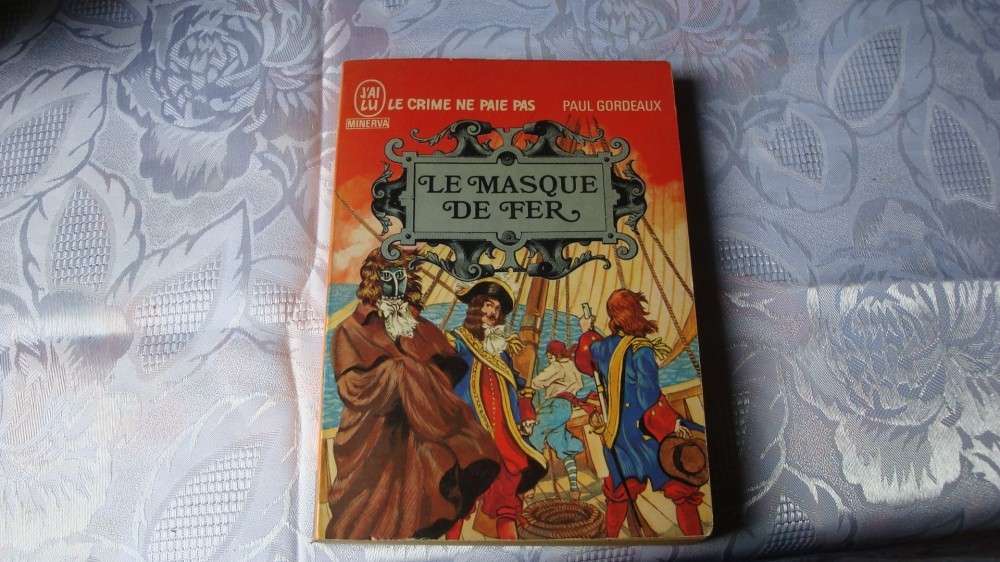 J'AI
LU
MINERVA
LE CRIME NE PAIE PAS
PAUL GORDEAUX
LE MASQUE
DE FER